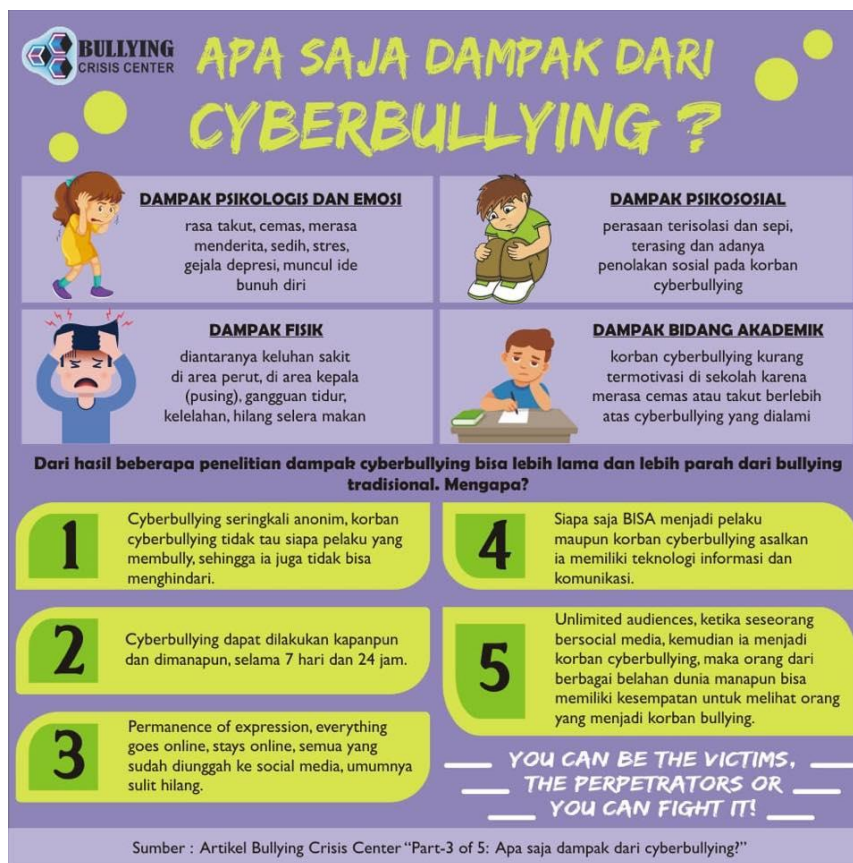 BULLYING
CRISIS CENTER
APA SAJA DAMPAK DARI
CYBERBULLYING ?
DAMPAK PSIKOLOGIS DAN EMOSI
rasa takut, cemas, merasa
menderita, sedih, stres,
gejala depresi, muncul ide
bunuh diri
DAMPAK PSIKOSOSIAL
perasaan terisolasi dan sepi,
terasing dan adanya
penolakan sosial pada korban
cyberbullying
DAMPAK FISIK
diantaranya keluhan sakit
di area perut, di area kepala
(pusing), gangguan tidur,
kelelahan, hilang selera makan
DAMPAK BIDANG AKADEMIK
korban cyberbullying kurang
termotivasi di sekolah karena
merasa cemas atau takut berlebih
atas cyberbullying yang dialami
Dari hasil beberapa penelitian dampak cyberbullying bisa lebih lama dan lebih parah dari bullying
tradisional. Mengapa?
1
Cyberbullying seringkali anonim, korban
cyberbullying tidak tau siapa pelaku yang
membully, sehingga ia juga tidak bisa
menghindari.
2
Cyberbullying dapat dilakukan kapanpun
dan dimanapun, selama 7 hari dan 24 jam.
3
Permanence of expression, everything
goes online, stays online, semua yang
sudah diunggah ke social media, umumnya
sulit hilang.
4
Siapa saja BISA menjadi pelaku
maupun korban cyberbullying asalkan
ia memiliki teknologi informasi dan
komunikasi.
5
Unlimited audiences, ketika seseorang
bersocial media, kemudian ia menjadi
korban cyberbullying, maka orang dari
berbagai belahan dunia manapun bisa
memiliki kesempatan untuk melihat orang
yang menjadi korban bullying.
YOU CAN BE THE VICTIMS,
THE PERPETRATORS OR
YOU CAN FIGHT IT!
Sumber : Artikel Bullying Crisis Center “Part-3 of 5: Apa saja dampak dari cyberbullying?”